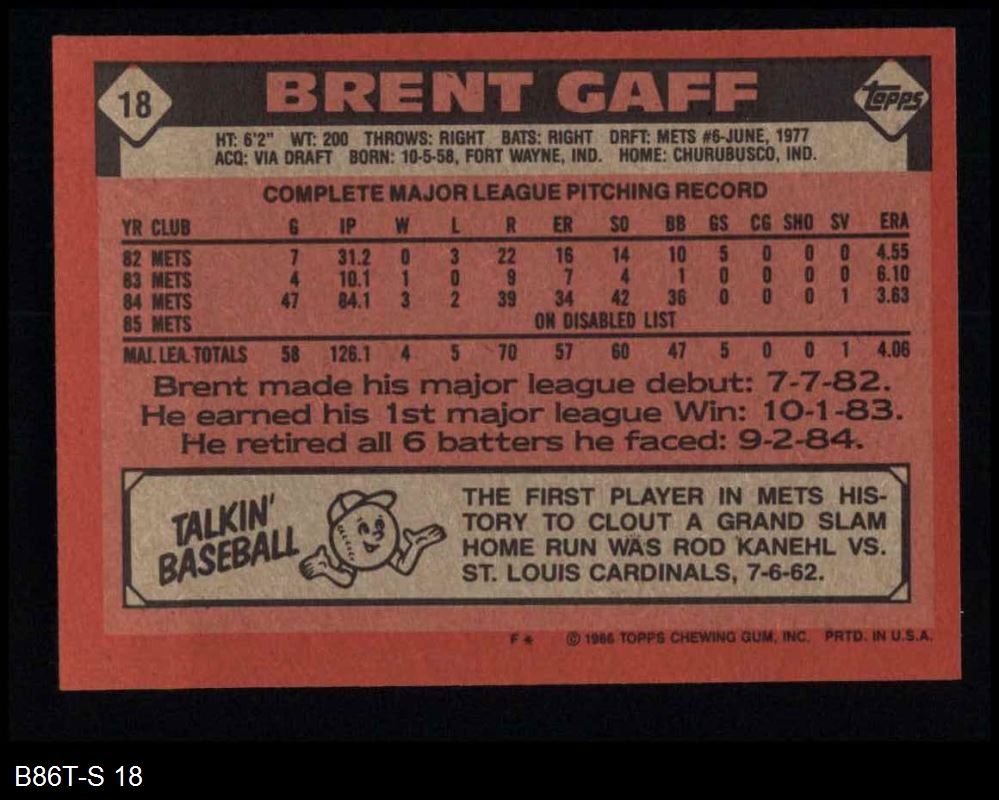 18 BRENT GAFF topps
HT: 6'2" WT: 200 THROWS: RIGHT BATS: RIGHT DRFT: METS #6-JUNE, 1977
ACQ: VIA DRAFT BORN: 10-5-58, FORT WAYNE, IND. HOME: CHURUBUSCO, IND.
COMPLETE MAJOR LEAGUE PITCHING RECORD
YR CLUB G IP W L R ER SO BB GS CG SHO SV ERA
82 METS 7 31.2 0 3 22 16 14 10 5 0 0 0 4.55
83 METS 4 10.1 1 0 9 7 4 1 0 0 0 0 6.10
84 METS 47 84.1 3 2 39 34 42 36 0 0 0 1 3.63
85 METS ON DISABLED LIST
MAJ. LEA. TOTALS 58 126.1 4 5 70 57 60 47 5 0 0 1 4.06
Brent made his major league debut: 7-7-82.
He earned his 1st major league Win: 10-1-83.
He retired all 6 batters he faced: 9-2-84.
TALKIN'
BASEBALL
THE FIRST PLAYER IN METS HIS-
TORY TO CLOUT A GRAND SLAM
HOME RUN WAS ROD KANEHL VS.
ST. LOUIS CARDINALS, 7-6-62.
F* © 1986 TOPPS CHEWING GUM, INC. PRTD. IN U.S.A.
B86T-S 18